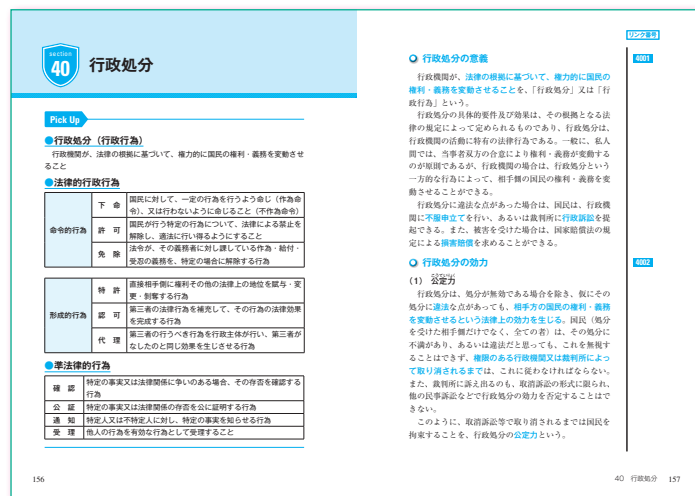 section
40
行政処分
Pick Up
●行政処分（行政行為）
行政機関が、法律の根拠に基づいて、権力的に国民の権利・義務を変動させ
ること
●法律的行政行為
命令的行為
下 命
国民に対して、一定の行為を行うよう命じ（作為命
令）、又は行わないように命じること（不作為命令）
許 可
国民が行う特定の行為について、法律による禁止を
解除し、適法に行い得るようにすること
免 除
法令が、その義務者に対し課している作為・給付・
受忍の義務を、特定の場合に解除する行為
形成的行為
特 許
直接相手側に権利その他の法律上の地位を賦与・変
更・剝奪する行為
認 可
第三者の法律行為を補充して、その行為の法律効果
を完成する行為
代 理
第三者の行うべき行為を行政主体が行い、第三者が
なしたのと同じ効果を生じさせる行為
●準法律的行為
確 認
特定の事実又は法律関係に争いのある場合、その存否を確認する
行為
公 証
特定の事実又は法律関係の存否を公に証明する行為
通 知
特定人又は不特定人に対し、特定の事実を知らせる行為
受 理
他人の行為を有効な行為として受理すること
156
リンク番号
行政処分の意義
4001
行政機関が、法律の根拠に基づいて、権力的に国民の
権利・義務を変動させることを、「行政処分」又は「行
政行為」という。
行政処分の具体的要件及び効果は、その根拠となる法
律の規定によって定められるものであり、行政処分は、
行政機関の活動に特有の法律行為である。一般に、私人
間では、当事者双方の合意により権利・義務が変動する
のが原則であるが、行政機関の場合は、行政処分という
一方的な行為によって、相手側の国民の権利・義務を変
動させることができる。
行政処分に違法な点があった場合は、国民は、行政機
関に不服申立てを行い、あるいは裁判所に行政訴訟を提
起できる。また、被害を受けた場合は、国家賠償法の規
定による損害賠償を求めることができる。
行政処分の効力
4002
（1） 公定力
こうていりょく
行政処分は、処分が無効である場合を除き、仮にその
処分に違法な点があっても、相手方の国民の権利・義務
を変動させるという法律上の効力を生じる。国民（処分
を受けた相手側だけでなく、全ての者）は、その処分に
不満があり、あるいは違法だと思っても、これを無視す
ることはできず、権限のある行政機関又は裁判所によっ
て取り消されるまでは、これに従わなければならない。
また、裁判所に訴え出るのも、取消訴訟の形式に限られ、
他の民事訴訟などで行政処分の効力を否定することはで
きない。
このように、取消訴訟等で取り消されるまでは国民を
拘束することを、行政処分の公定力という。
40 行政処分 157